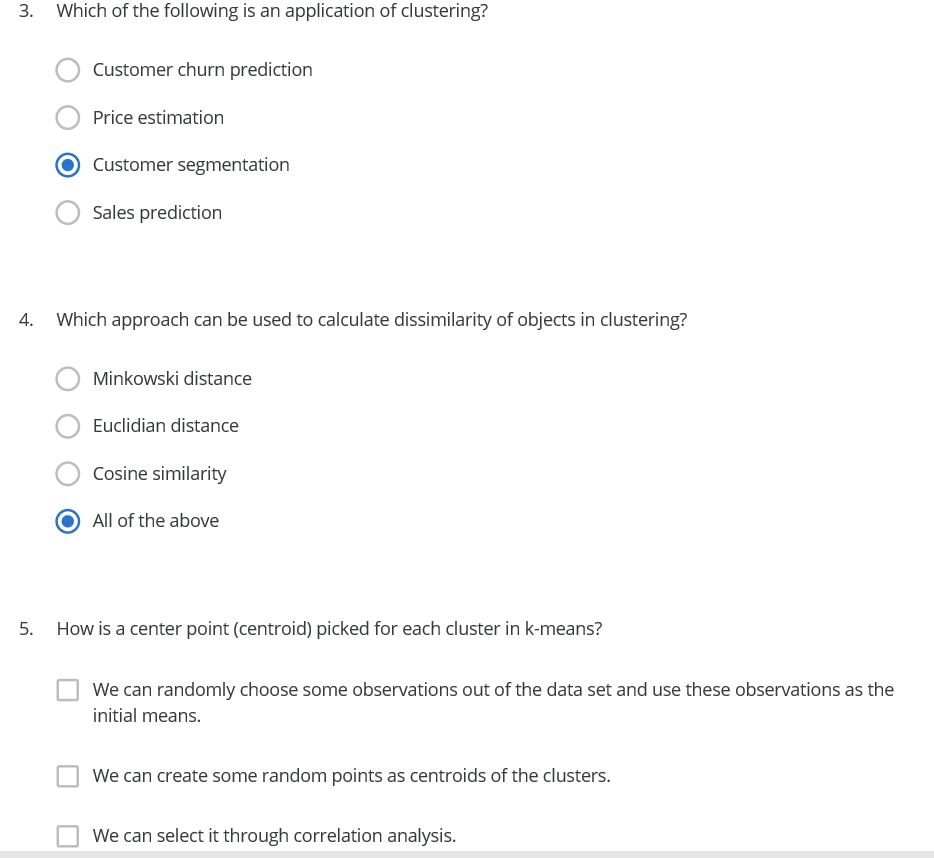 3. Which of the following is an application of clustering?
Customer churn prediction
Price estimation
Customer segmentation
Sales prediction
4. Which approach can be used to calculate dissimilarity of objects in clustering?
Minkowski distance
Euclidian distance
Cosine similarity
All of the above
5. How is a center point (centroid) picked for each cluster in k-means?
We can randomly choose some observations out of the data set and use these observations as the
initial means.
We can create some random points as centroids of the clusters.
We can select it through correlation analysis.